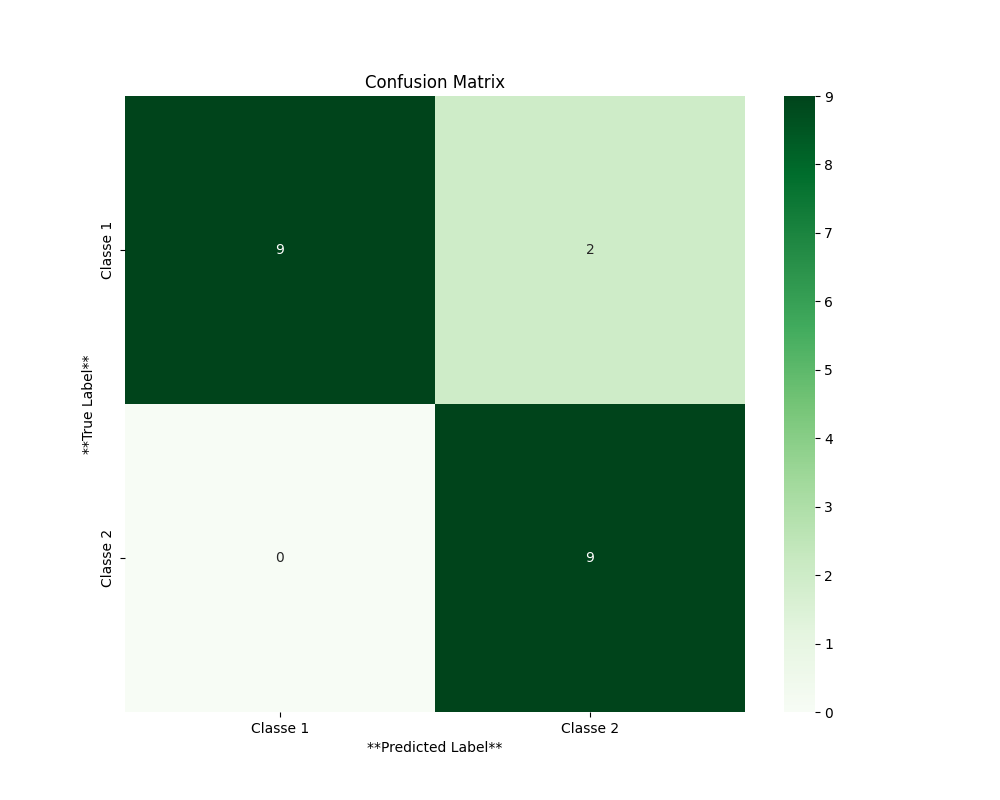 Confusion Matrix
**True Label**
Classe 1
Classe 2
9
2
0
9
Classe 1
Classe 2
**Predicted Label**
9
8
7
6
5
4
3
2
1
0